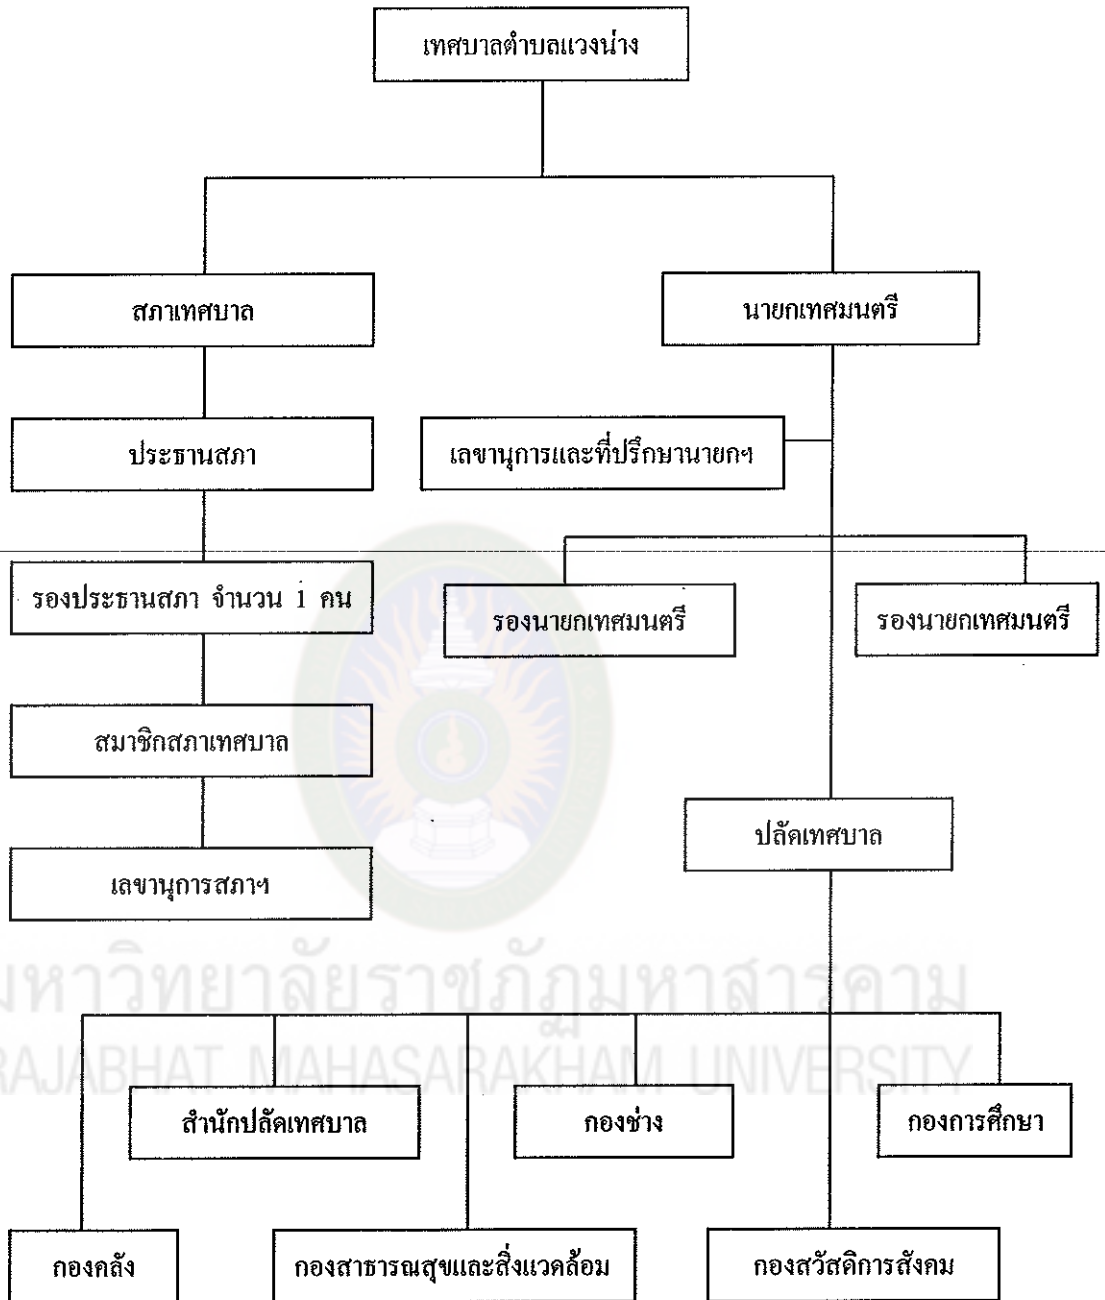 เทศบาลตำบลแวงน่าง
สภาเทศบาล
นายกเทศมนตรี
ประธานสภา
เลขานุการและที่ปรึกษานายกฯ
รองประธานสภา จำนวน 1 คน
รองนายกเทศมนตรี
รองนายกเทศมนตรี
สมาชิกสภาเทศบาล
ปลัดเทศบาล
เลขานุการสภาฯ
มหาวิทยาลัยราชภัฏมหาสารคาม
RAJABHAT MAHASARAKHAM UNIVERSITY
สำนักปลัดเทศบาล
กองช่าง
กองการศึกษา
กองคลัง
กองสาธารณสุขและสิ่งแวดล้อม
กองสวัสดิการสังคม